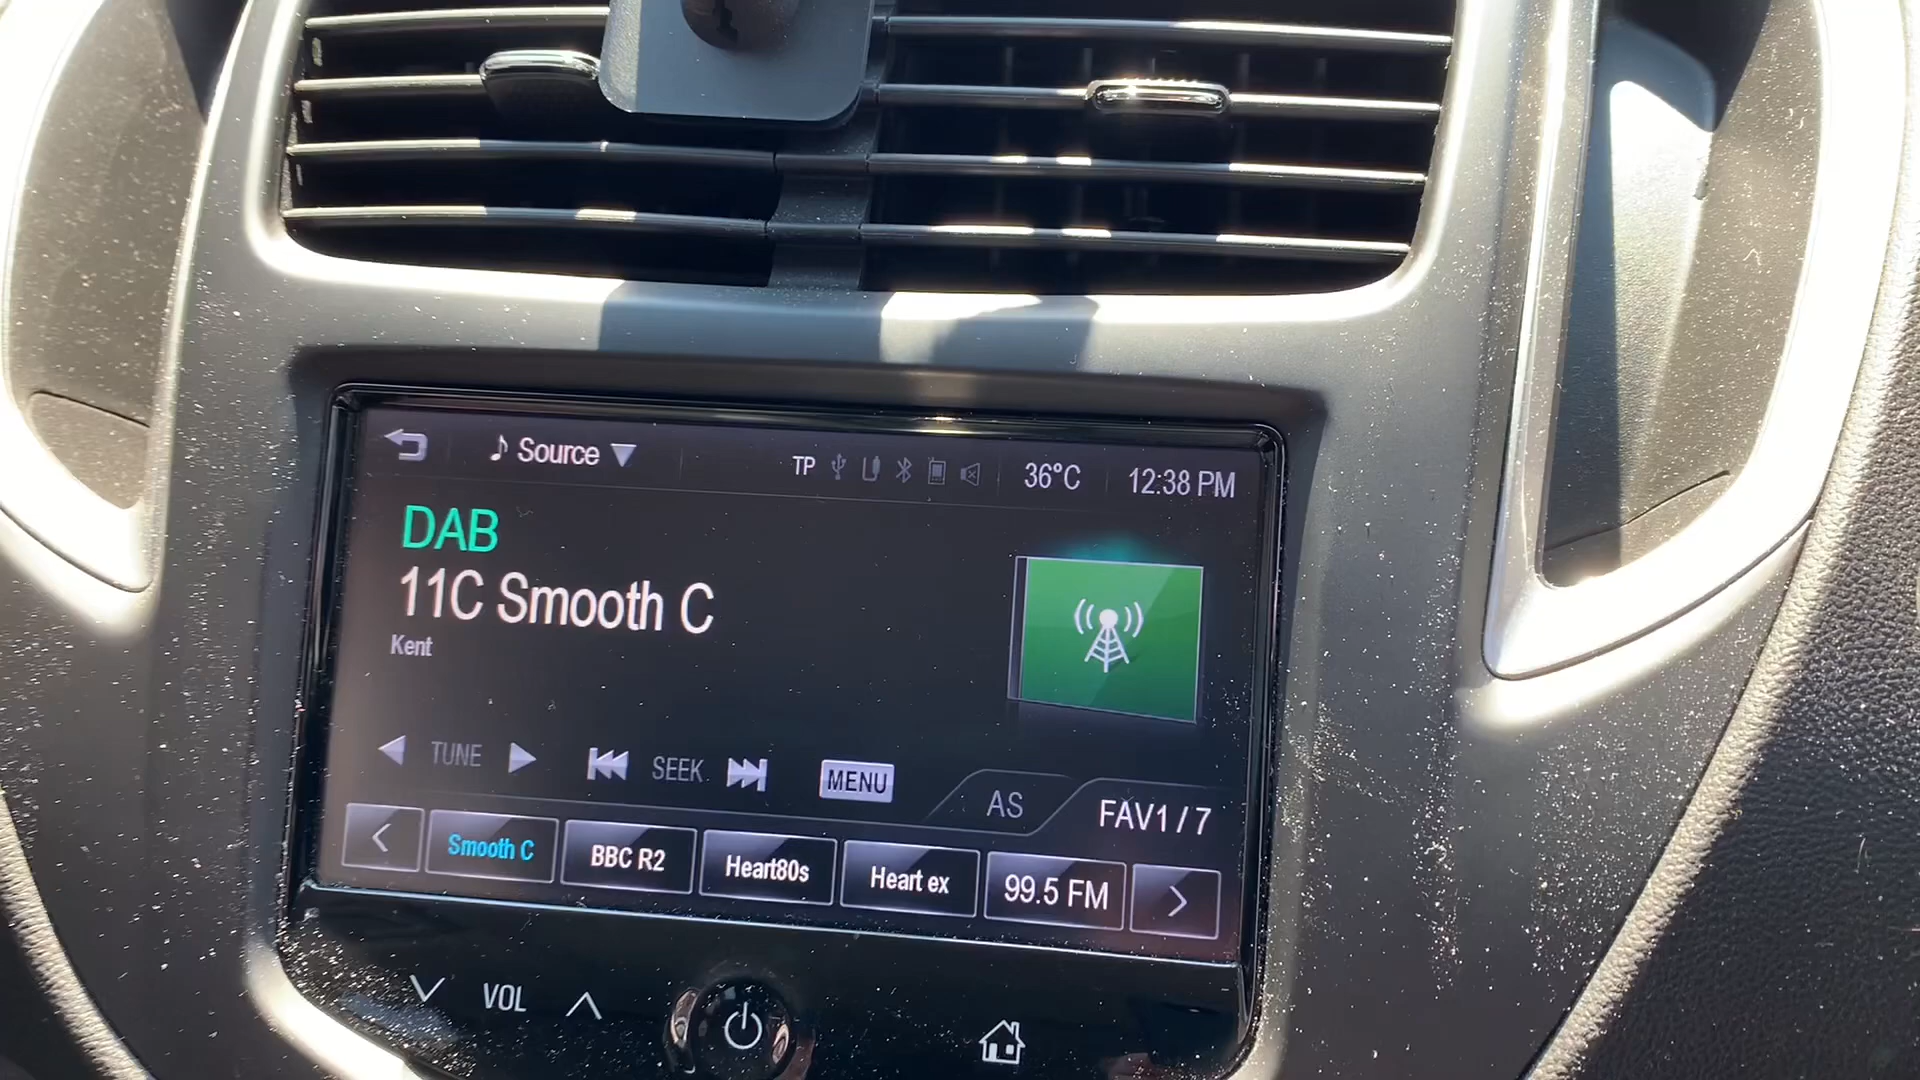 Source
TP 36°C 12:38 PM
DAB
11C Smooth C
Kent
TUNE SEEK MENU AS FAV1/7
Smooth C BBC R2 Heart80s Heart ex 99.5 FM
VOL